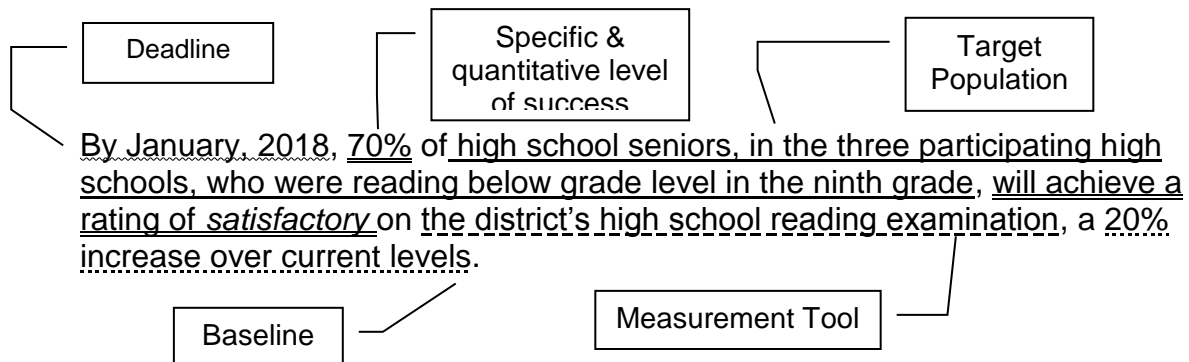 Deadline
Specific &
quantitative level
of success
Target
Population
By January, 2018, 70% of high school seniors, in the three participating high
schools, who were reading below grade level in the ninth grade, will achieve a
rating of satisfactory on the district's high school reading examination, a 20%
increase over current levels.
Baseline
Measurement Tool